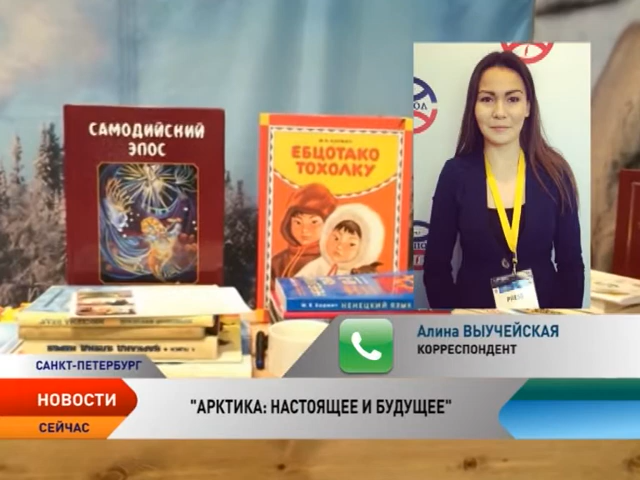 САМОДИЙСКИЙ
ЭПОС
ЕБЦОТАКО
ТОХОЛКУ
НЕНЕЦКИЙ ЯЗЫК
Алина ВЫУЧЕЙСКАЯ
КОРРЕСПОНДЕНТ
САНКТ-ПЕТЕРБУРГ
НОВОСТИ
"АРКТИКА: НАСТОЯЩЕЕ И БУДУЩЕЕ"
СЕЙЧАС